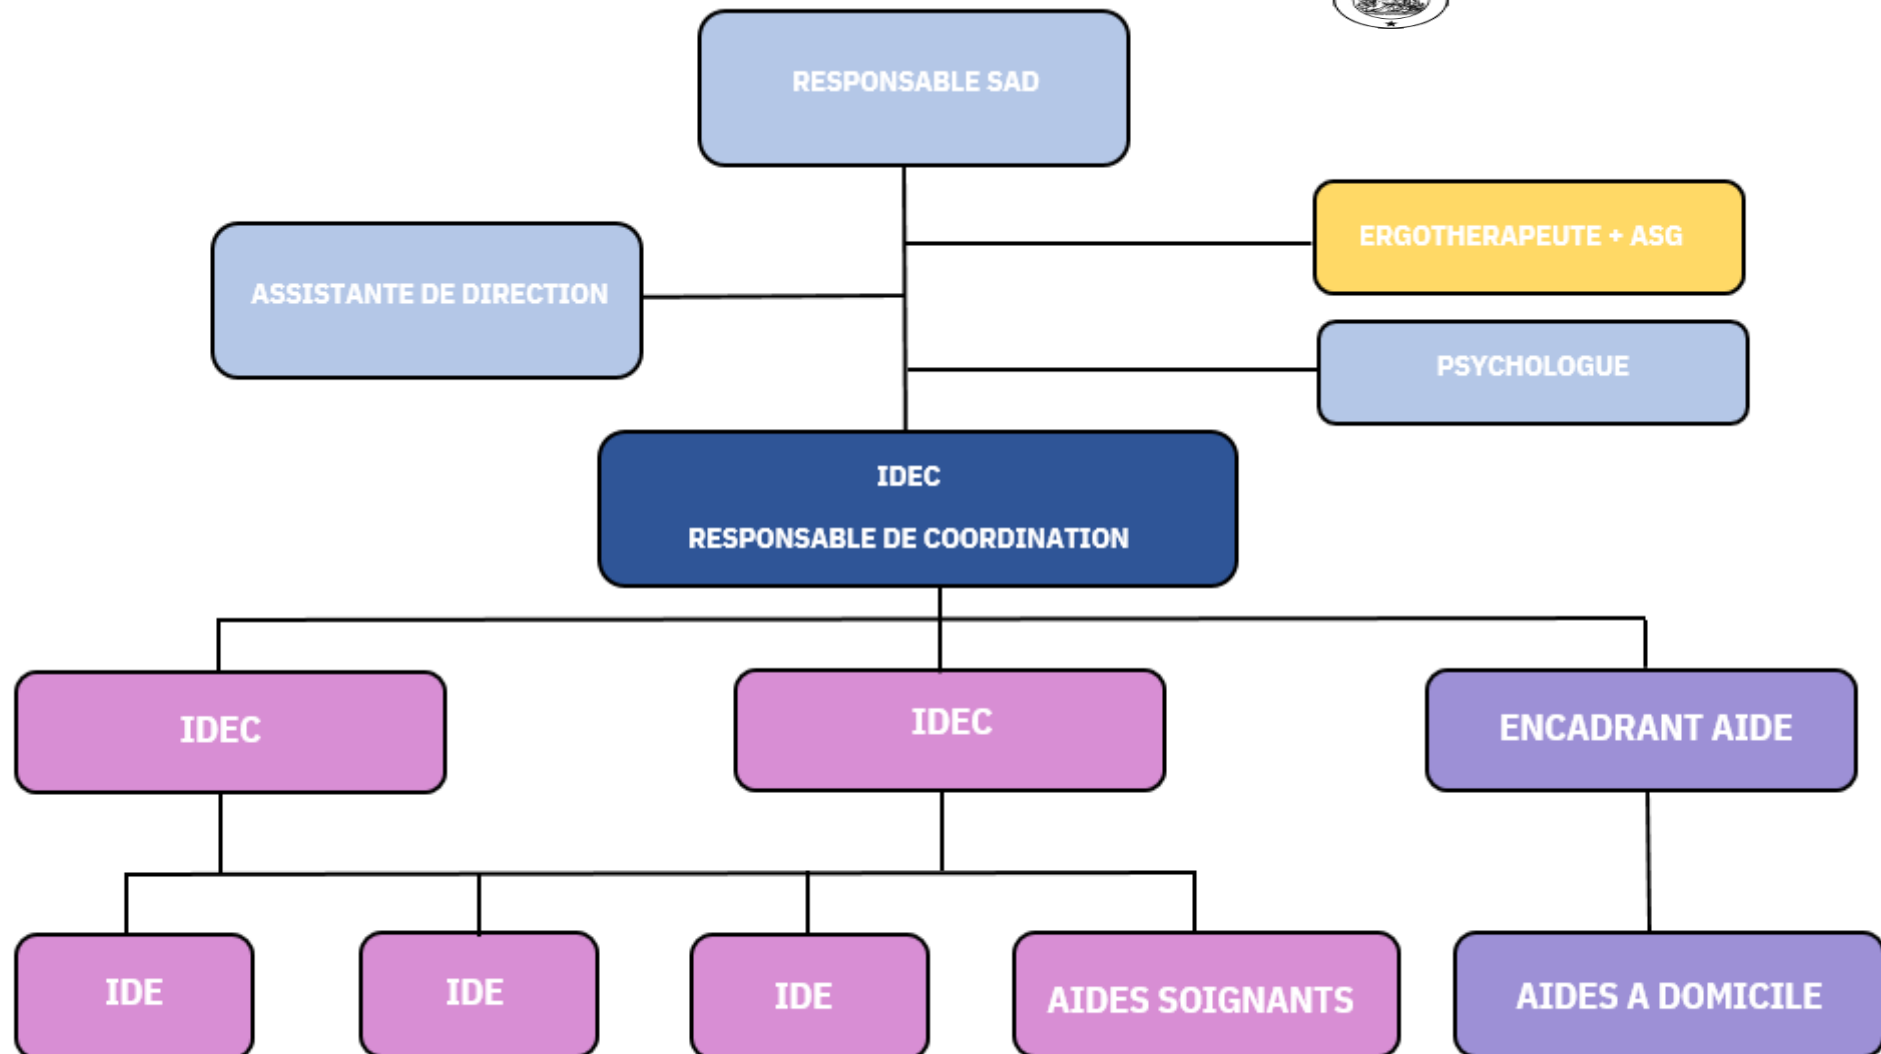 RESPONSABLE SAD
ERGOTHERAPEUTE + ASG
ASSISTANTE DE DIRECTION
PSYCHOLOGUE
IDEC
RESPONSABLE DE COORDINATION
IDEC
IDEC
ENCADRANT AIDE
IDE
IDE
IDE
AIDES SOIGNANTS
AIDES A DOMICILE